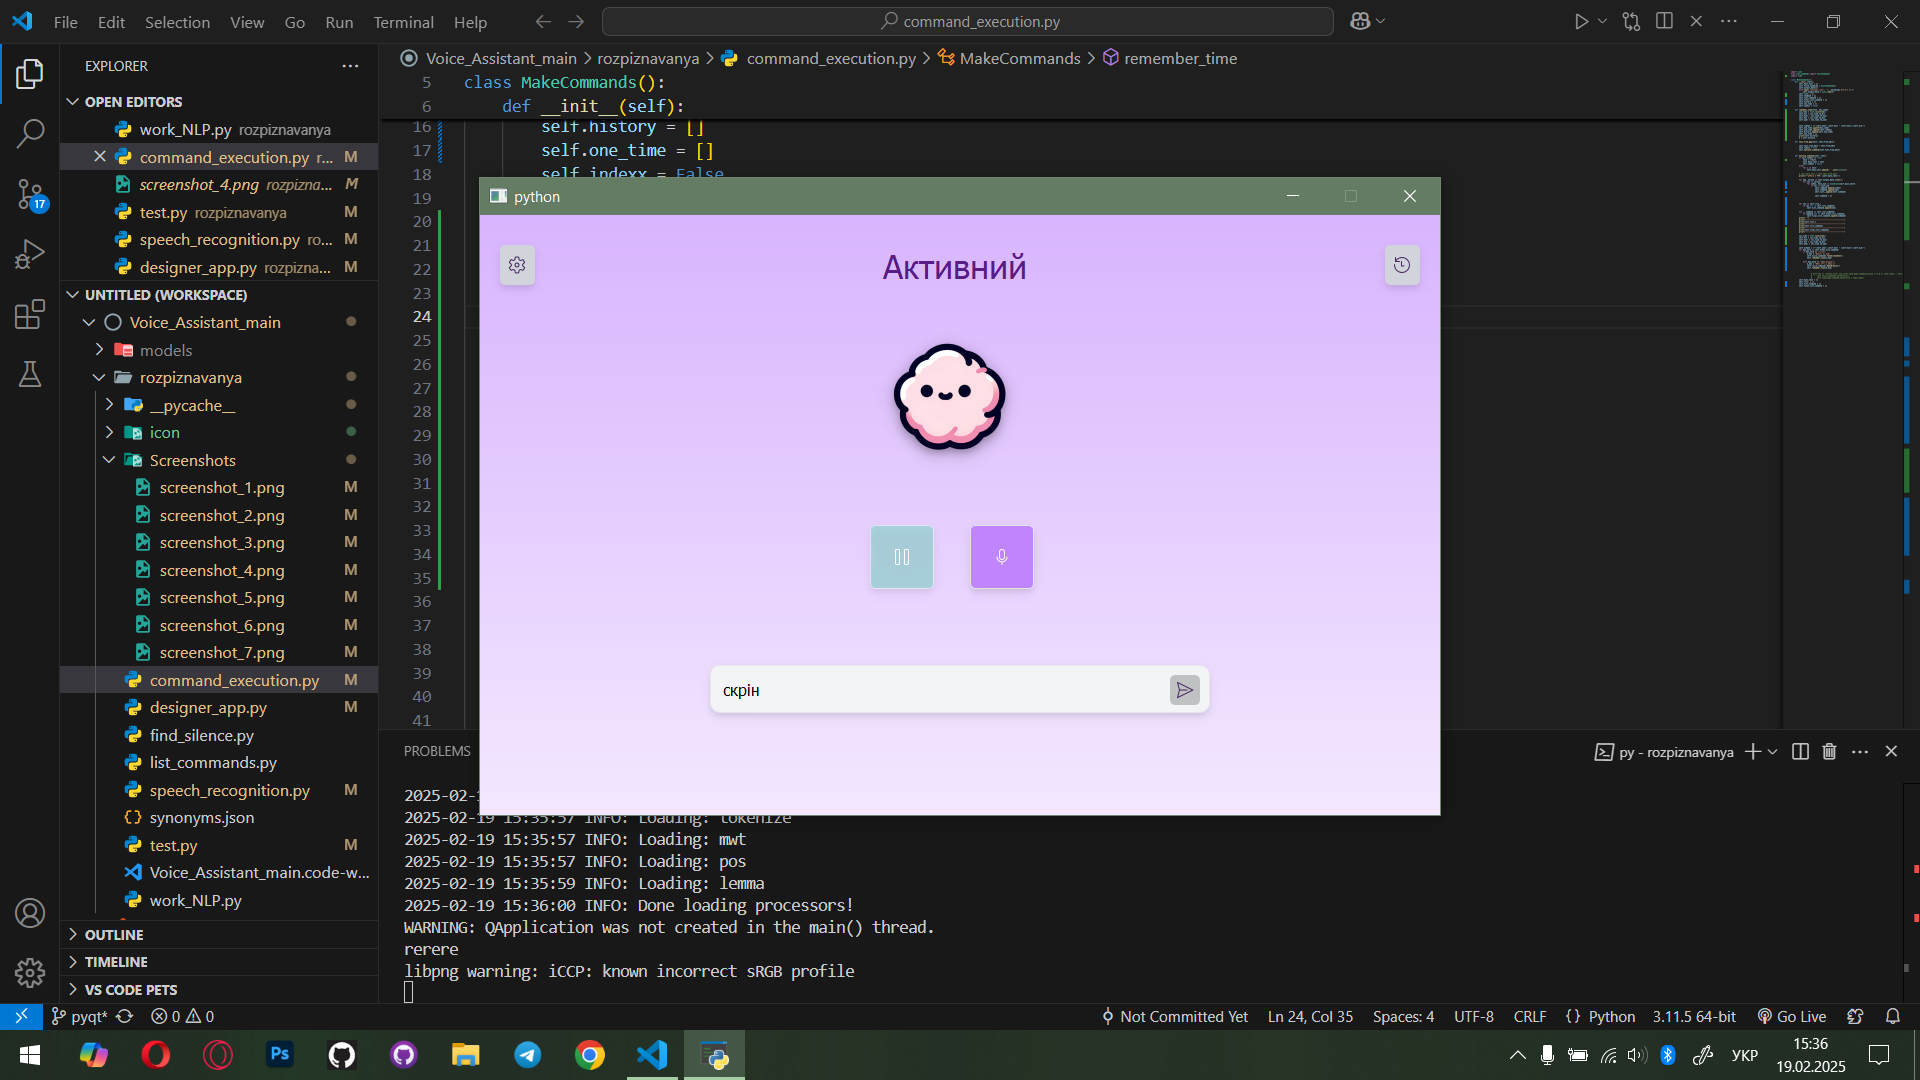 File Edit Selection View Go Run Terminal Help
command_execution.py
EXPLORER
OPEN EDITORS
work_NLP.py rozpiznavanya
command_execution.py r... M
screenshot_4.png rozpizna... M
test.py rozpiznavanya M
speech_recognition.py ro... M
designer_app.py rozpizna... M
UNTITLED (WORKSPACE)
Voice_Assistant_main
models
rozpiznavanya
__pycache__
icon
Screenshots
screenshot_1.png M
screenshot_2.png M
screenshot_3.png M
screenshot_4.png M
screenshot_5.png M
screenshot_6.png M
screenshot_7.png M
command_execution.py M
designer_app.py M
find_silence.py
list_commands.py
speech_recognition.py M
synonyms.json
test.py M
Voice_Assistant_main.code-w...
work_NLP.py
OUTLINE
TIMELINE
VS CODE PETS
17
Voice_Assistant_main > rozpiznavanya > command_execution.py > MakeCommands > remember_time
5 class MakeCommands():
6 def __init__(self):
16 self.history = []
17 self.one_time = []
18 self.indexx = False
19
20
21
22
23
24
25
26
27
28
29
30
31
32
33
34
35
36
37
38
39
40
41
python
Активний
скрін
PROBLEMS
py - rozpiznavanya
2025-02-1
2025-02-19 15:35:57 INFO: Loading: tokenize
2025-02-19 15:35:57 INFO: Loading: mwt
2025-02-19 15:35:57 INFO: Loading: pos
2025-02-19 15:35:59 INFO: Loading: lemma
2025-02-19 15:36:00 INFO: Done loading processors!
WARNING: QApplication was not created in the main() thread.
rerere
libpng warning: iCCP: known incorrect sRGB profile
pyqt* 0 0
Not Committed Yet Ln 24, Col 35 Spaces: 4 UTF-8 CRLF {} Python 3.11.5 64-bit Go Live
Ps
УКР
15:36
19.02.2025